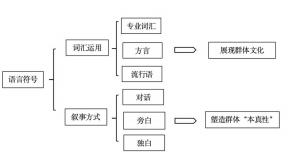 专业词汇
词汇运用
方言
展现群体文化
流行语
语言符号
对话
叙事方式
旁白
塑造群体“本真性”
独白